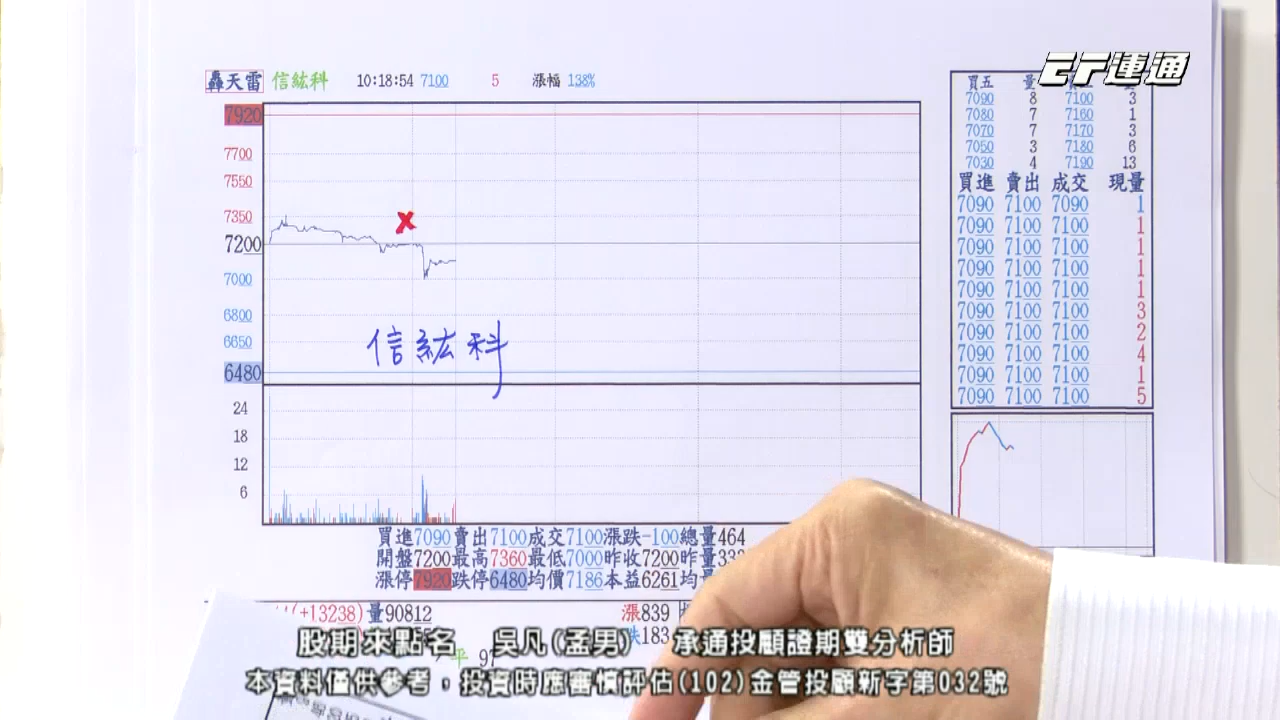 EF運通
轟天雷 信紘科 10:18:54 7100 5 漲幅 138%
7920
7700
7550
7350
7200
7000
6800
6650
6480
24
18
12
6
X
信紘科
買五 量
7090 8 7100 3
7080 7 7160 1
7070 7 7170 3
7050 3 7180 6
7030 4 7190 13
買進 賣出 成交 現量
7090 7100 7090 1
7090 7100 7100 1
7090 7100 7100 1
7090 7100 7100 1
7090 7100 7100 1
7090 7100 7100 3
7090 7100 7100 2
7090 7100 7100 4
7090 7100 7100 1
7090 7100 7100 5
買進7090賣出7100成交7100漲跌-100總量464
開盤7200最高7360最低7000昨收7200昨量
漲停7920跌停6480均價7186本益6261均
(+13238)量90812 漲839
跌183
平 97
股期來點名 吳凡(孟男) 承通投顧證期雙分析師
本資料僅供參考，投資時應審慎評估(102)金管投顧新字第032號